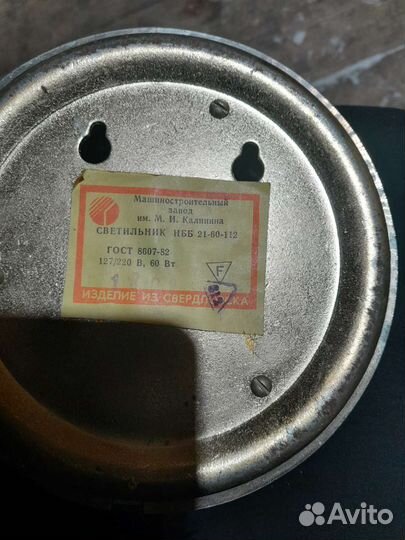 Машиностроительный
завод
им. М. И. Калинина
СВЕТИЛЬНИК НББ 21-60-112
ГОСТ 8607-82
127/220 В, 60 Вт
F
ИЗДЕЛИЕ ИЗ СВЕРДЛОВСКА
Avito